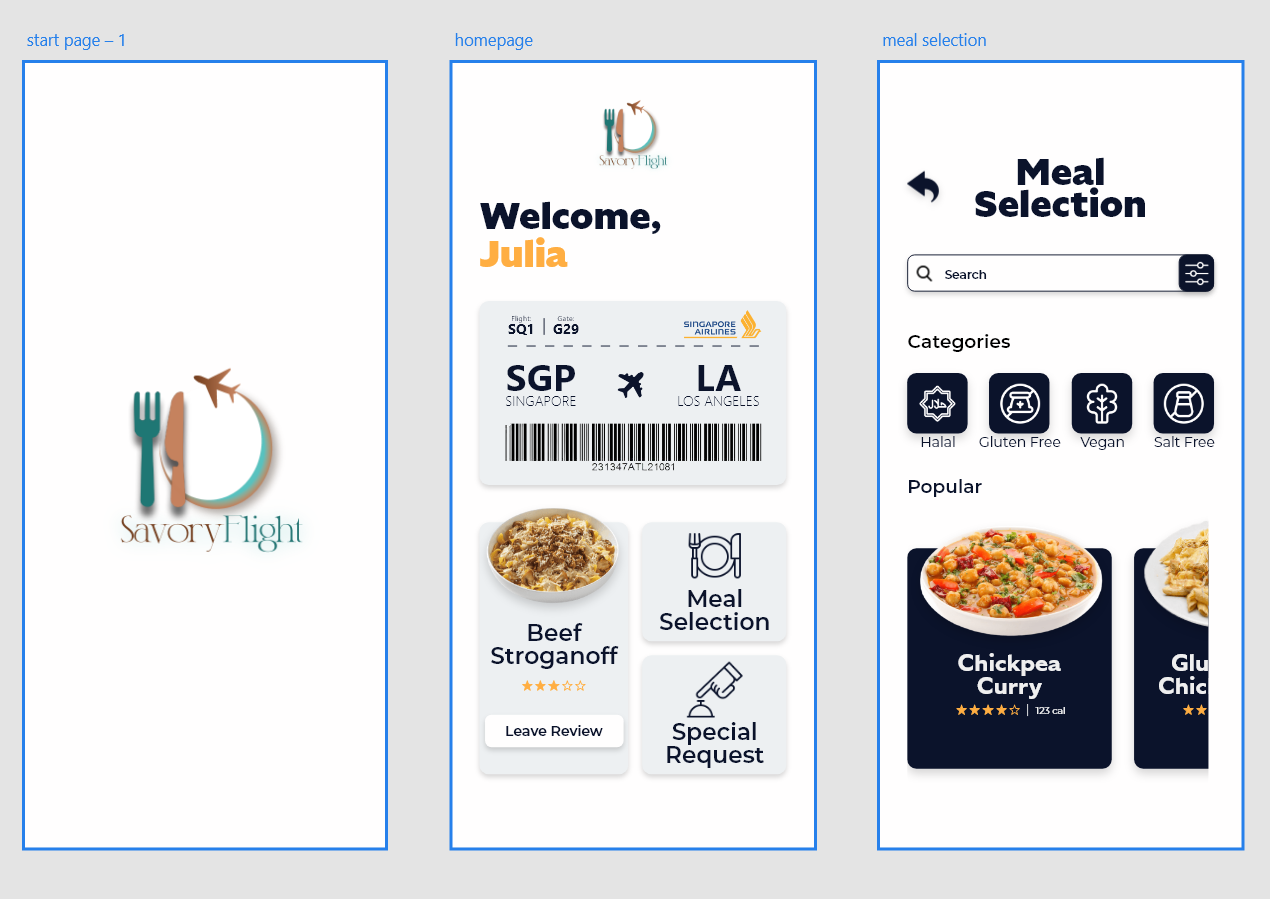 start page – 1
SavoryFlight
homepage
SavoryFlight
Welcome,
Julia
Flight: Gate:
SQ1 G29
SINGAPORE
AIRLINES
SGP LA
SINGAPORE LOS ANGELES
231347ATL21081
Beef
Stroganoff
Leave Review
Meal
Selection
Special
Request
meal selection
Meal
Selection
Search
Categories
حلال
Halal Gluten Free Vegan Salt Free
Popular
Chickpea
Curry
123 cal
Glu
Chic